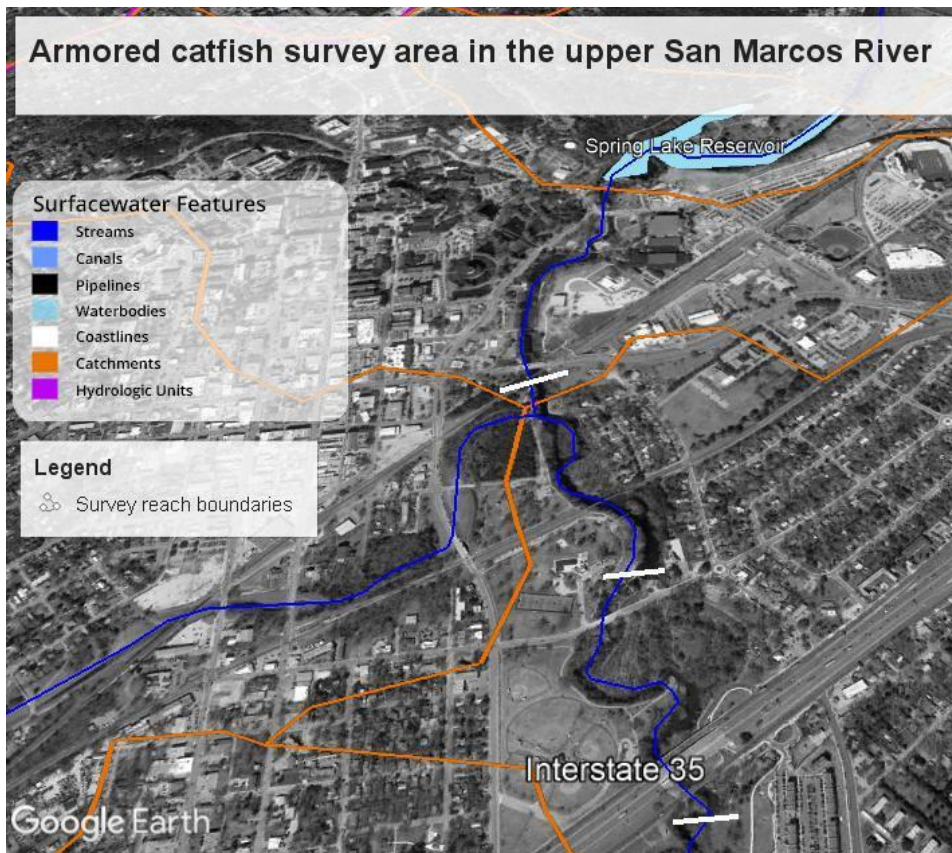 Armored catfish survey area in the upper San Marcos River
Spring Lake Reservoir
Surfacewater Features
Streams
Canals
Pipelines
Waterbodies
Coastlines
Catchments
Hydrologic Units
Legend
Survey reach boundaries
Interstate 35
Google Earth